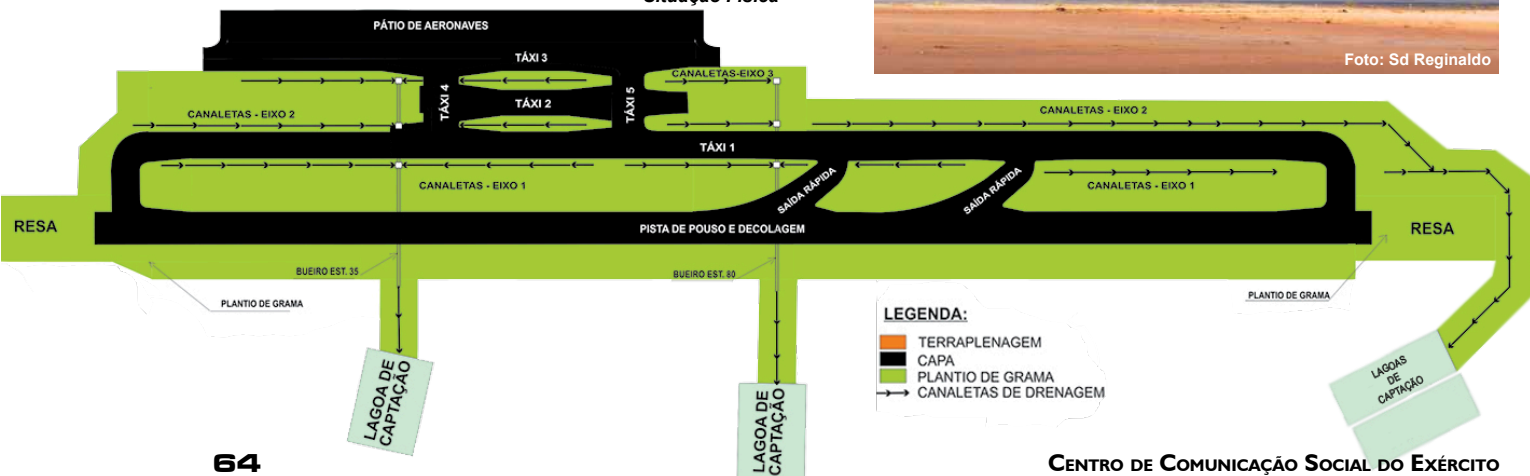 Situação Física
Foto: Sd Reginaldo
PÁTIO DE AERONAVES
TÁXI 3
CANALETAS-EIXO 3
TÁXI 4
TÁXI 2
TÁXI 5
CANALETAS - EIXO 2
CANALETAS - EIXO 2
TÁXI 1
CANALETAS - EIXO 1
SAÍDA RÁPIDA
SAÍDA RÁPIDA
CANALETAS - EIXO 1
RESA
PISTA DE POUSO E DECOLAGEM
RESA
BUEIRO EST. 35
BUEIRO EST. 80
PLANTIO DE GRAMA
PLANTIO DE GRAMA
LEGENDA:
TERRAPLENAGEM
CAPA
PLANTIO DE GRAMA
CANALETAS DE DRENAGEM
LAGOA DE
CAPTAÇÃO
LAGOA DE
CAPTAÇÃO
LAGOAS
DE
CAPTAÇÃO
64
CENTRO DE COMUNICAÇÃO SOCIAL DO EXÉRCITO